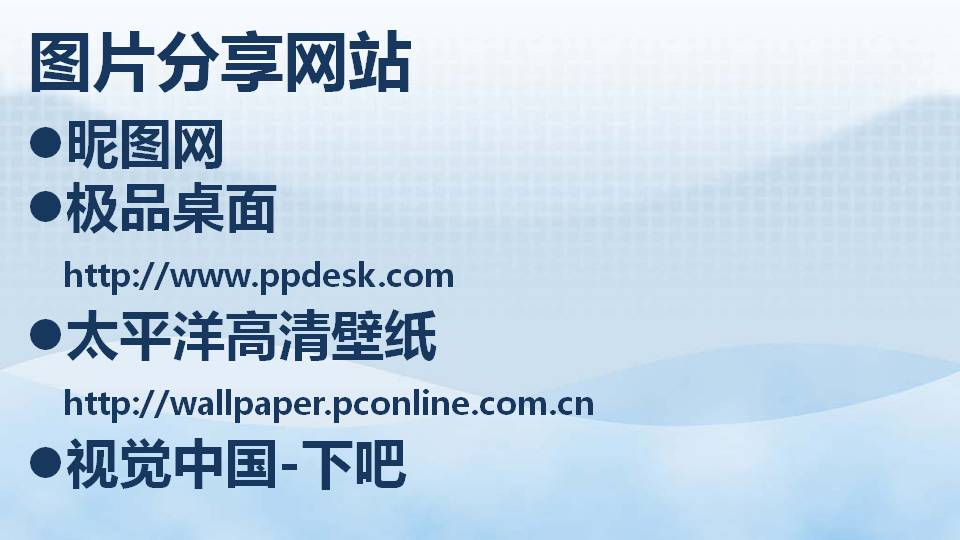 图片分享网站
●昵图网
●极品桌面
http://www.ppdesk.com
●太平洋高清壁纸
http://wallpaper.pconline.com.cn
●视觉中国-下吧